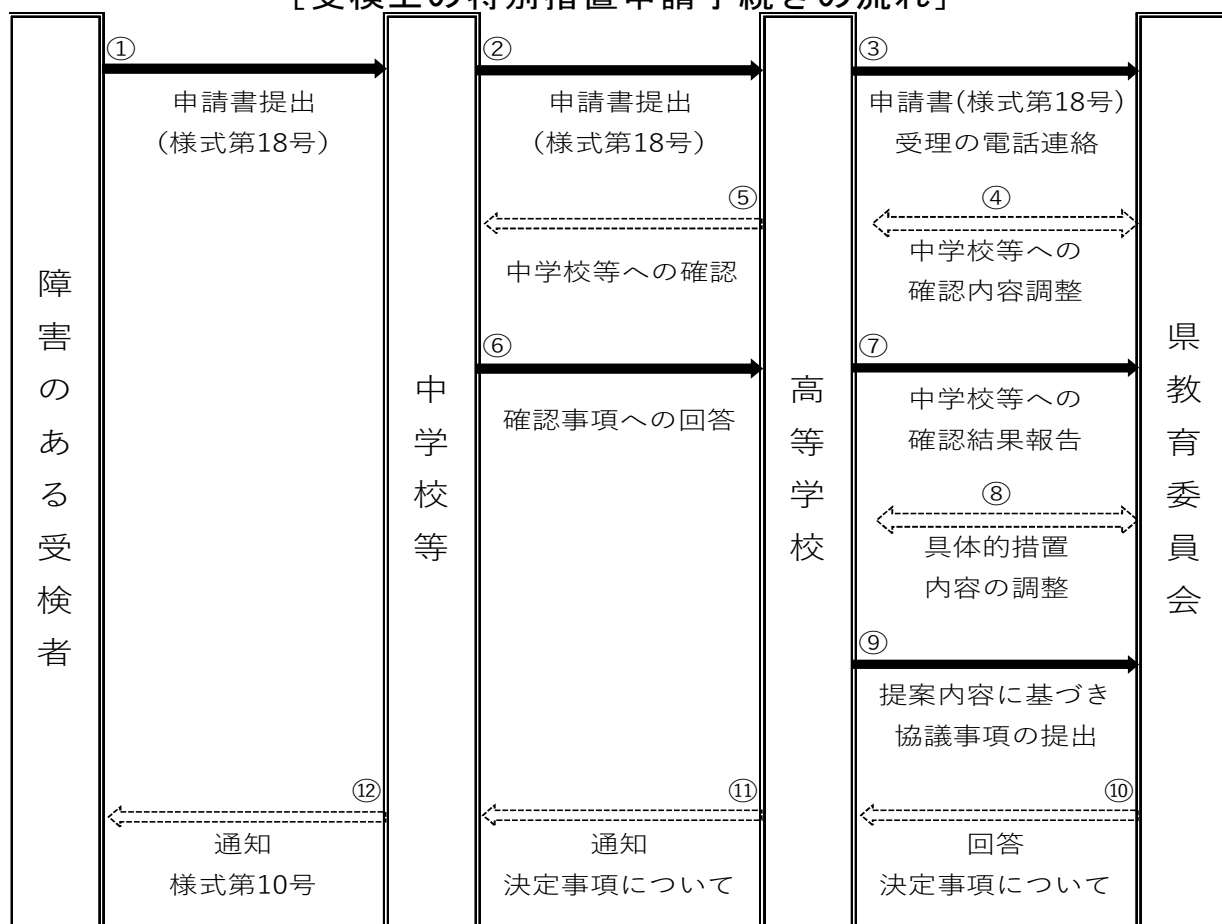 [受検上の特別措置申請手続きの流れ]
障害のある受検者
中学校等
高等学校
県教育委員会
①
申請書提出
(様式第18号)
②
申請書提出
(様式第18号)
③
申請書(様式第18号)
受理の電話連絡
④
中学校等への
確認内容調整
⑤
中学校等への確認
⑥
確認事項への回答
⑦
中学校等への
確認結果報告
⑧
具体的措置
内容の調整
⑨
提案内容に基づき
協議事項の提出
⑩
回答
決定事項について
⑪
通知
決定事項について
⑫
通知
様式第10号